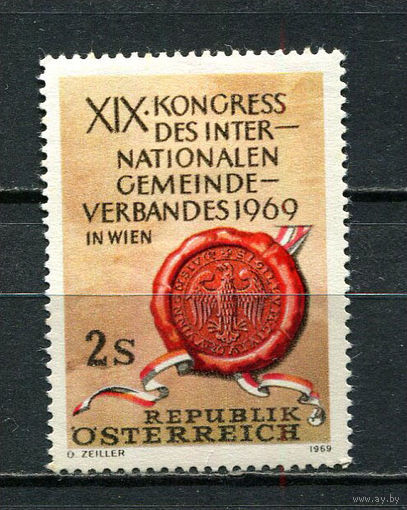 XIX·KONGRESS
DES INTER—
NATIONALEN
GEMEINDE—
VERBANDES 1969
IN WIEN
2S
REPUBLIK
ÖSTERREICH
O. ZEILLER 1969
www.ay.by